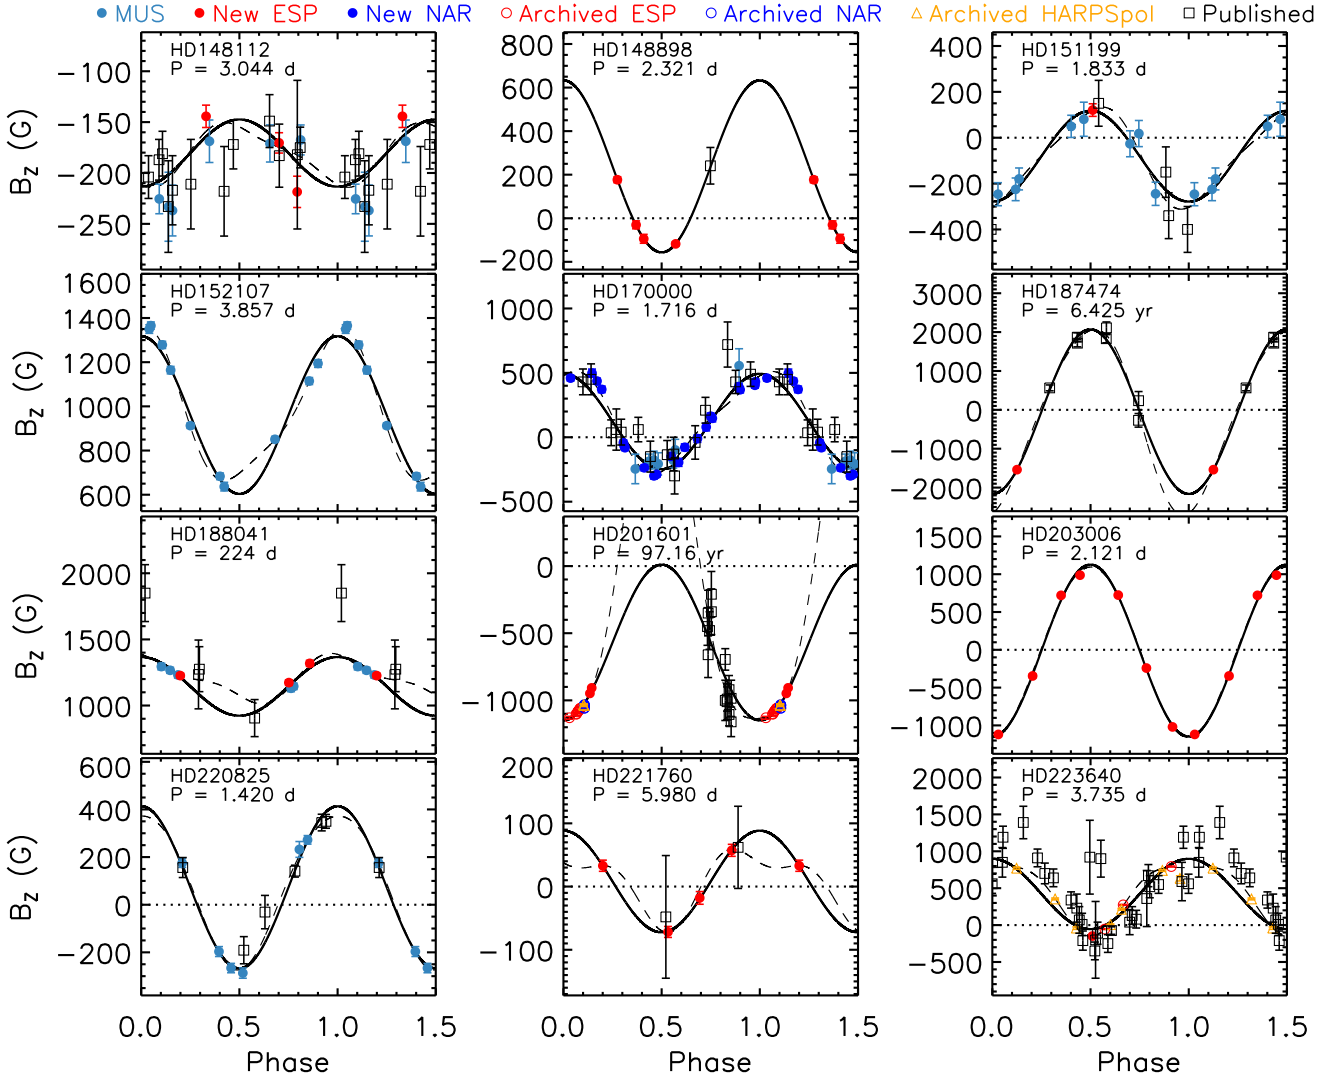 MUS New ESP New NAR Archived ESP Archived NAR Archived HARPSpol Published
HD148112
P = 3.044 d
−100
−150
−200
−250
Bz (G)
HD148898
P = 2.321 d
800
600
400
200
0
−200
HD151199
P = 1.833 d
400
200
0
−200
−400
HD152107
P = 3.857 d
1600
1400
1200
1000
800
600
Bz (G)
HD170000
P = 1.716 d
1000
500
0
−500
HD187474
P = 6.425 yr
3000
2000
1000
0
−1000
−2000
HD188041
P = 224 d
2000
1500
1000
Bz (G)
HD201601
P = 97.16 yr
0
−500
−1000
HD203006
P = 2.121 d
1500
1000
500
0
−500
−1000
HD220825
P = 1.420 d
600
400
200
0
−200
Bz (G)
0.0 0.5 1.0 1.5
Phase
HD221760
P = 5.980 d
200
100
0
−100
0.0 0.5 1.0 1.5
Phase
HD223640
P = 3.735 d
2000
1500
1000
500
0
−500
0.0 0.5 1.0 1.5
Phase